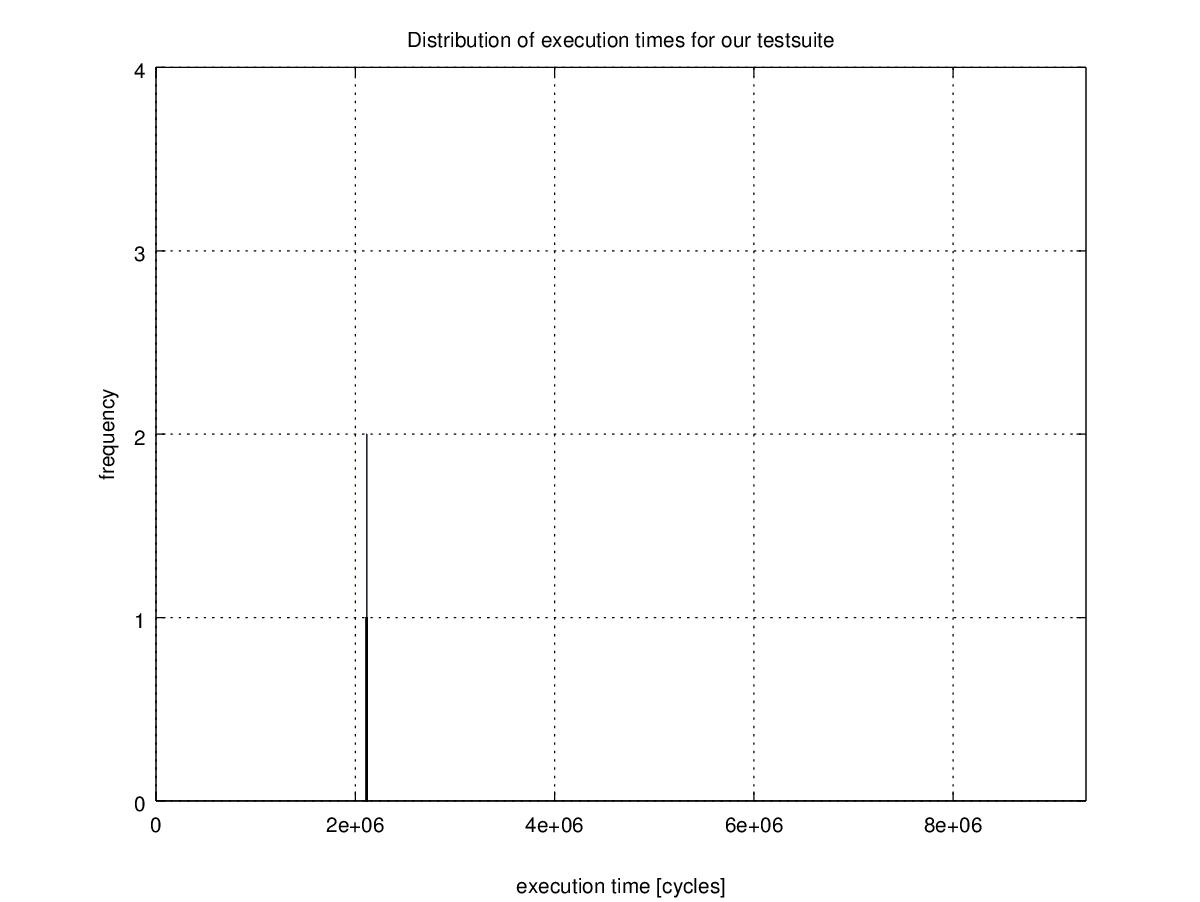 Distribution of execution times for our testsuite
4
3
2
1
0
frequency
0 2e+06 4e+06 6e+06 8e+06
execution time [cycles]